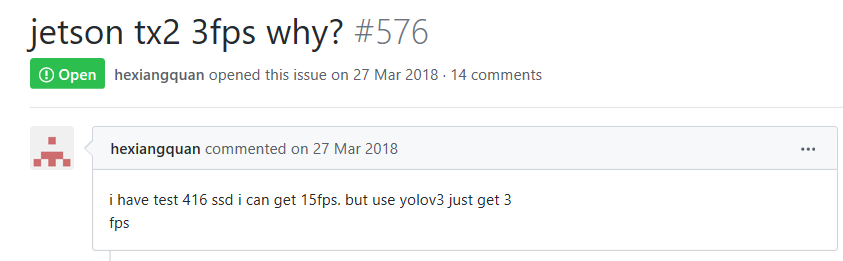 jetson tx2 3fps why? #576
Open hexiangquan opened this issue on 27 Mar 2018 · 14 comments
hexiangquan commented on 27 Mar 2018
i have test 416 ssd i can get 15fps. but use yolov3 just get 3
fps